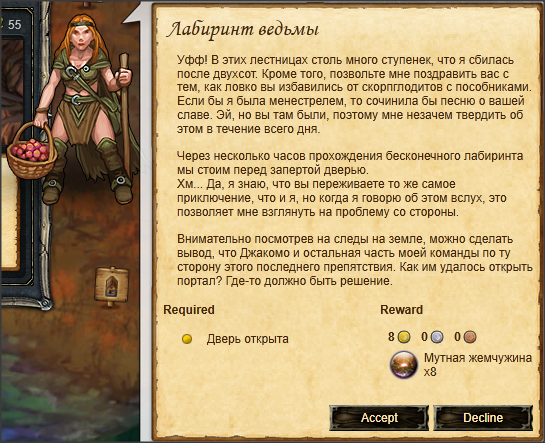 55
Лабиринт ведьмы
Уфф! В этих лестницах столь много ступенек, что я сбилась
после двухсот. Кроме того, позвольте мне поздравить вас с
тем, как ловко вы избавились от скорпглодитов с пособниками.
Если бы я была менестрелем, то сочинила бы песню о вашей
славе. Эй, но вы там были, поэтому мне незачем твердить об
этом в течение всего дня.
Через несколько часов прохождения бесконечного лабиринта
мы стоим перед запертой дверью.
Хм... Да, я знаю, что вы переживаете то же самое
приключение, что и я, но когда я говорю об этом вслух, это
позволяет мне взглянуть на проблему со стороны.
Внимательно посмотрев на следы на земле, можно сделать
вывод, что Джакомо и остальная часть моей команды по ту
сторону этого последнего препятствия. Как им удалось открыть
портал? Где-то должно быть решение.
Required
Дверь открыта
Reward
8 0 0
Мутная жемчужина
x8
Accept
Decline